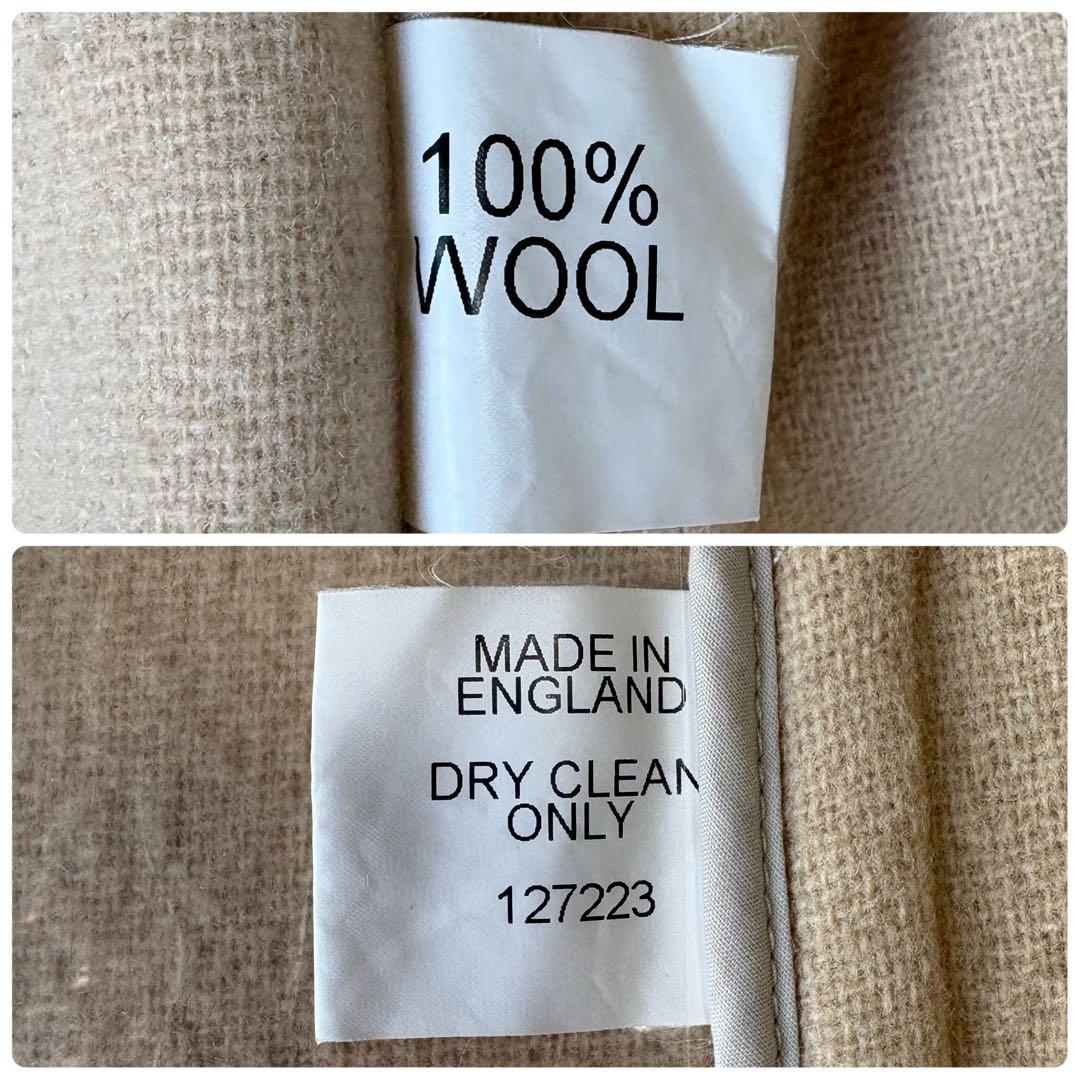 100%
WOOL
MADE IN
ENGLAND
DRY CLEAN
ONLY
127223